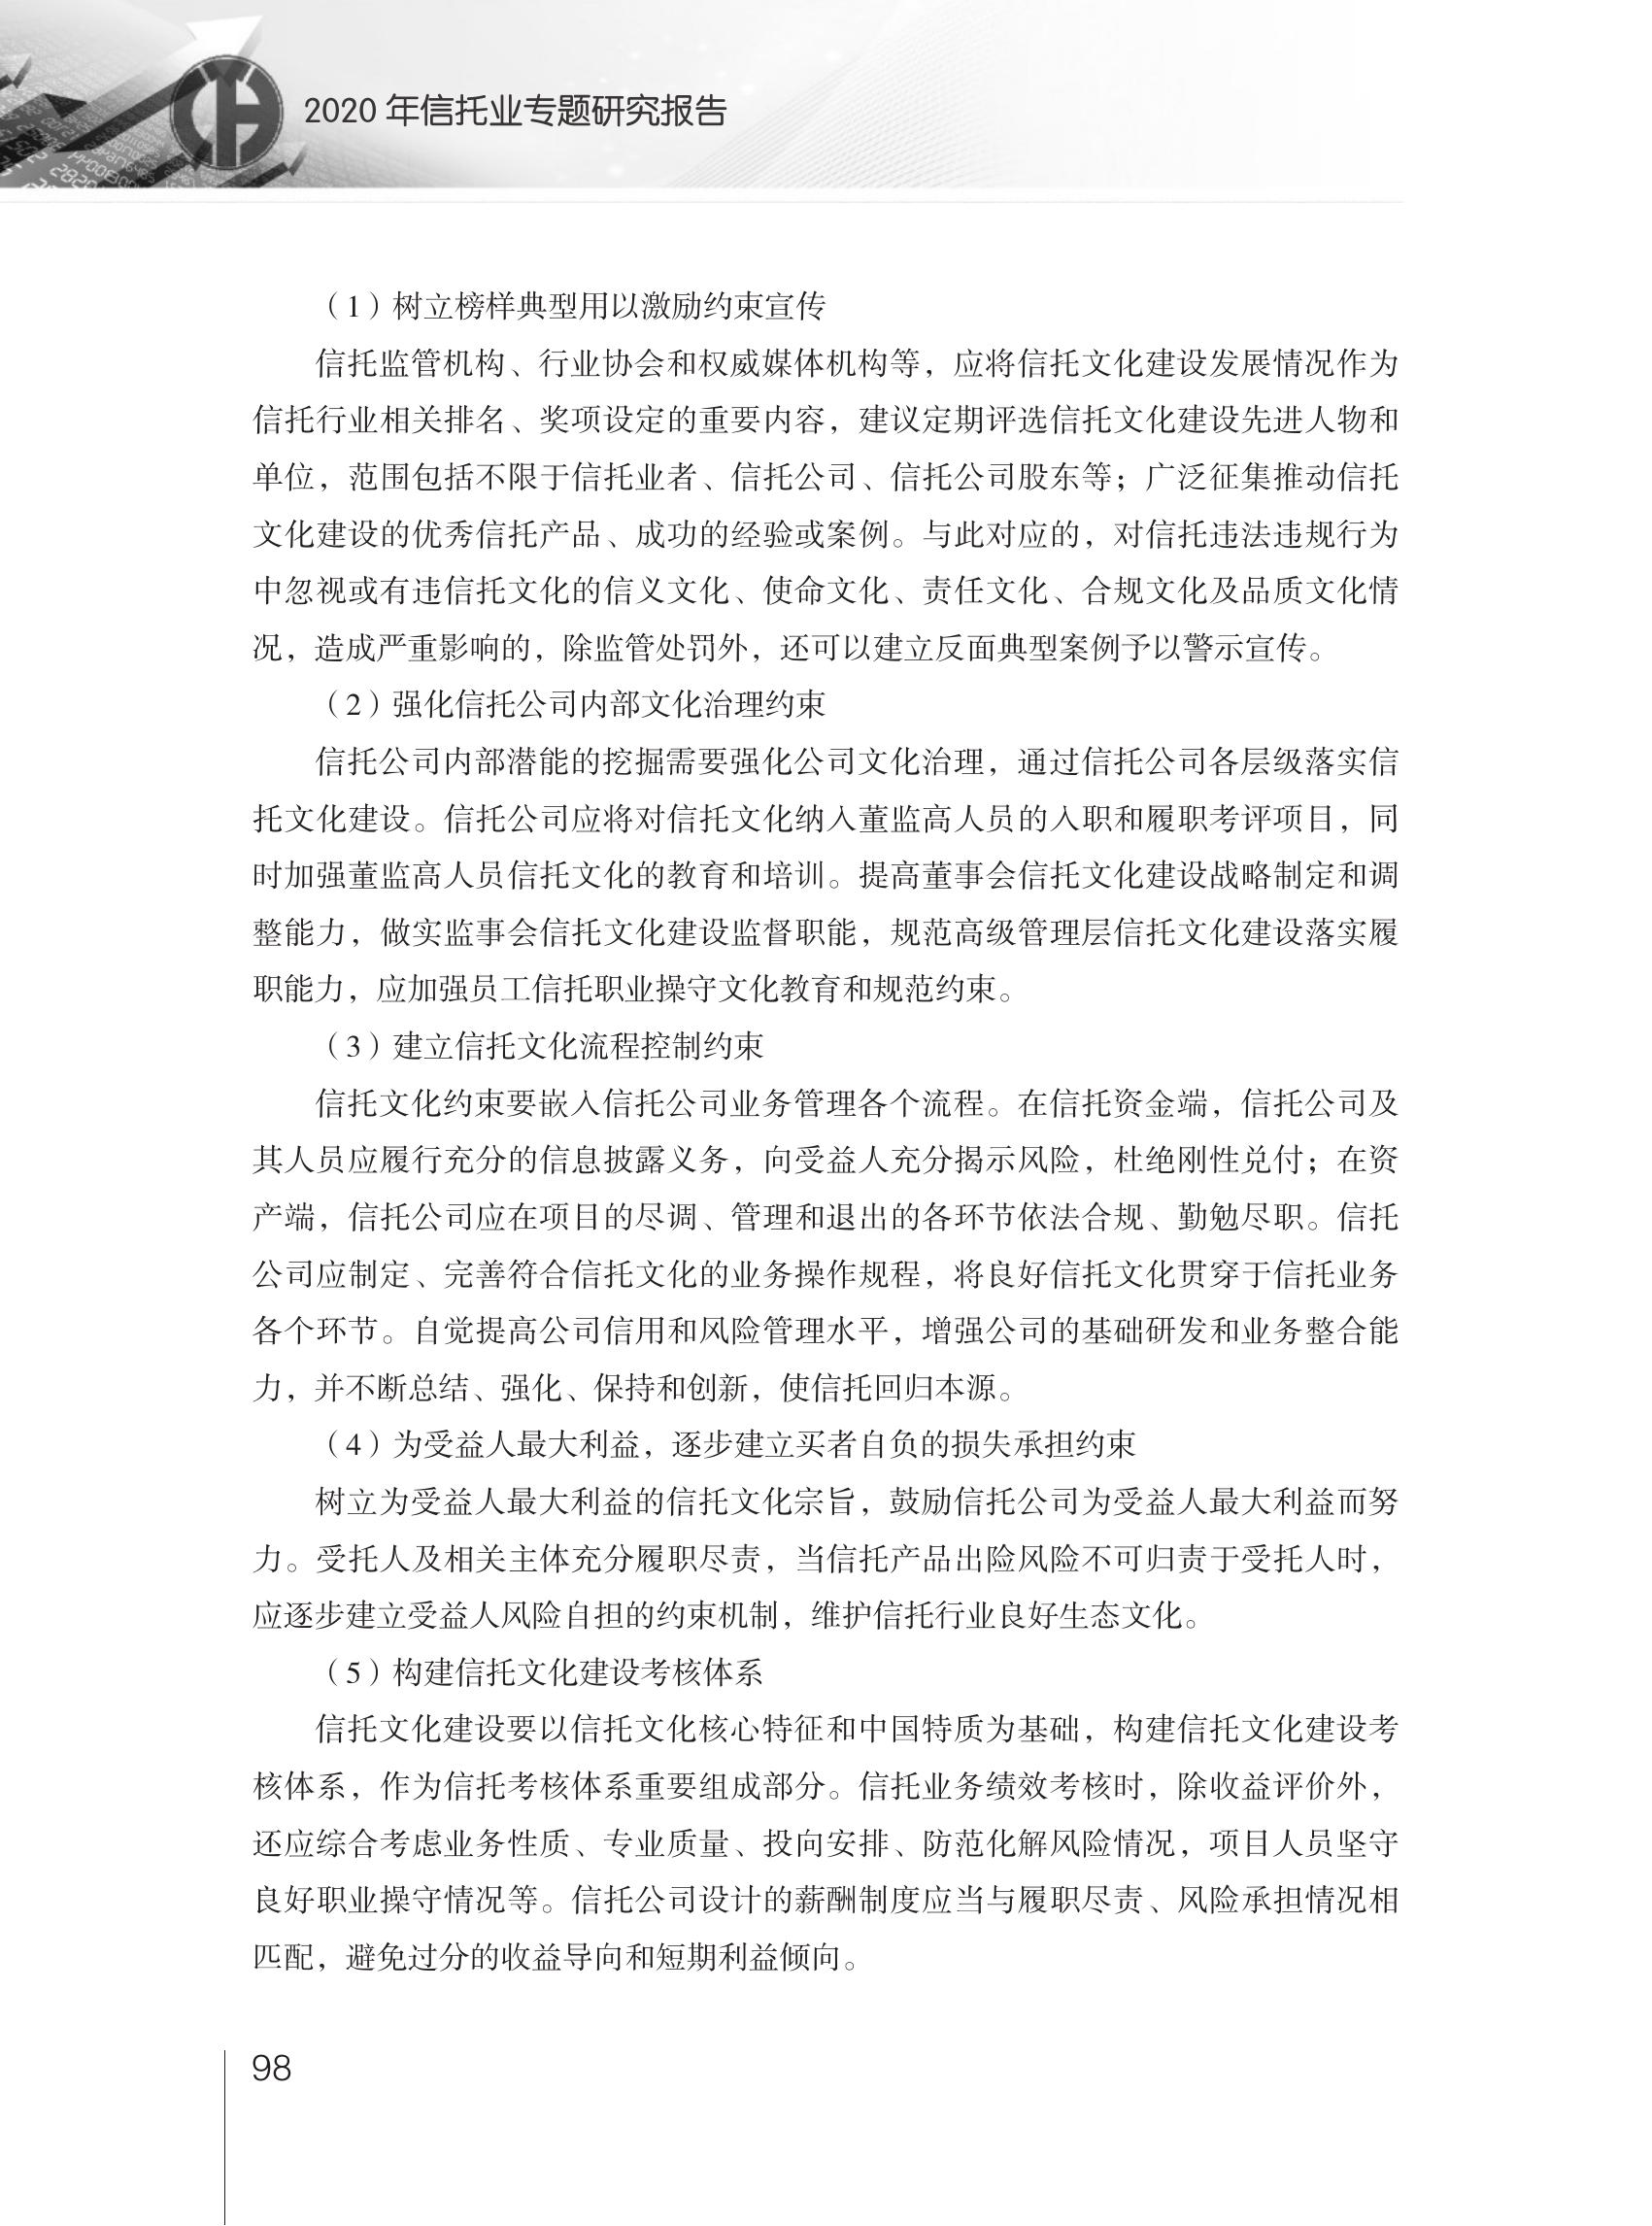 2020 年信托业专题研究报告
（1）树立榜样典型用以激励约束宣传
信托监管机构、行业协会和权威媒体机构等，应将信托文化建设发展情况作为
信托行业相关排名、奖项设定的重要内容，建议定期评选信托文化建设先进人物和
单位，范围包括不限于信托业者、信托公司、信托公司股东等；广泛征集推动信托
文化建设的优秀信托产品、成功的经验或案例。与此对应的，对信托违法违规行为
中忽视或有违信托文化的信义文化、使命文化、责任文化、合规文化及品质文化情
况，造成严重影响的，除监管处罚外，还可以建立反面典型案例予以警示宣传。
（2）强化信托公司内部文化治理约束
信托公司内部潜能的挖掘需要强化公司文化治理，通过信托公司各层级落实信
托文化建设。信托公司应将对信托文化纳入董监高人员的入职和履职考评项目，同
时加强董监高人员信托文化的教育和培训。提高董事会信托文化建设战略制定和调
整能力，做实监事会信托文化建设监督职能，规范高级管理层信托文化建设落实履
职能力，应加强员工信托职业操守文化教育和规范约束。
（3）建立信托文化流程控制约束
信托文化约束要嵌入信托公司业务管理各个流程。在信托资金端，信托公司及
其人员应履行充分的信息披露义务，向受益人充分揭示风险，杜绝刚性兑付；在资
产端，信托公司应在项目的尽调、管理和退出的各环节依法合规、勤勉尽职。信托
公司应制定、完善符合信托文化的业务操作规程，将良好信托文化贯穿于信托业务
各个环节。自觉提高公司信用和风险管理水平，增强公司的基础研发和业务整合能
力，并不断总结、强化、保持和创新，使信托回归本源。
（4）为受益人最大利益，逐步建立买者自负的损失承担约束
树立为受益人最大利益的信托文化宗旨，鼓励信托公司为受益人最大利益而努
力。受托人及相关主体充分履职尽责，当信托产品出险风险不可归责于受托人时，
应逐步建立受益人风险自担的约束机制，维护信托行业良好生态文化。
（5）构建信托文化建设考核体系
信托文化建设要以信托文化核心特征和中国特质为基础，构建信托文化建设考
核体系，作为信托考核体系重要组成部分。信托业务绩效考核时，除收益评价外，
还应综合考虑业务性质、专业质量、投向安排、防范化解风险情况，项目人员坚守
良好职业操守情况等。信托公司设计的薪酬制度应当与履职尽责、风险承担情况相
匹配，避免过分的收益导向和短期利益倾向。
98